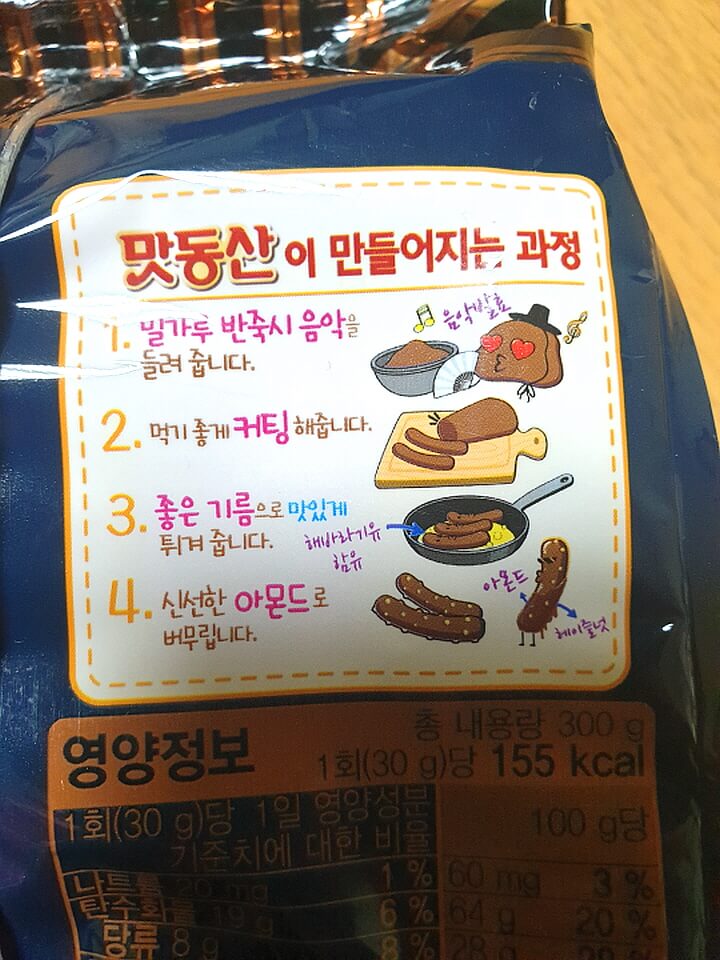 맛동산이 만들어지는 과정
1. 밀가루 반죽시 음악을
들려 줍니다.
음악발효
2. 먹기 좋게 커팅 해줍니다.
3. 좋은 기름으로 맛있게
튀겨 줍니다.
해바라기유
함유
4. 신선한 아몬드로
버무립니다.
아몬드
헤이즐넛
영양정보
총 내용량 300 g
1회(30 g)당 155 kcal
1회(30 g)당 1일 영양성분
기준치에 대한 비율
100 g당
나트륨 20 mg 1 % 60 mg 3 %
탄수화물 19 g 6 % 64 g 20 %
당류 8 g 8 % 28 g 28 %